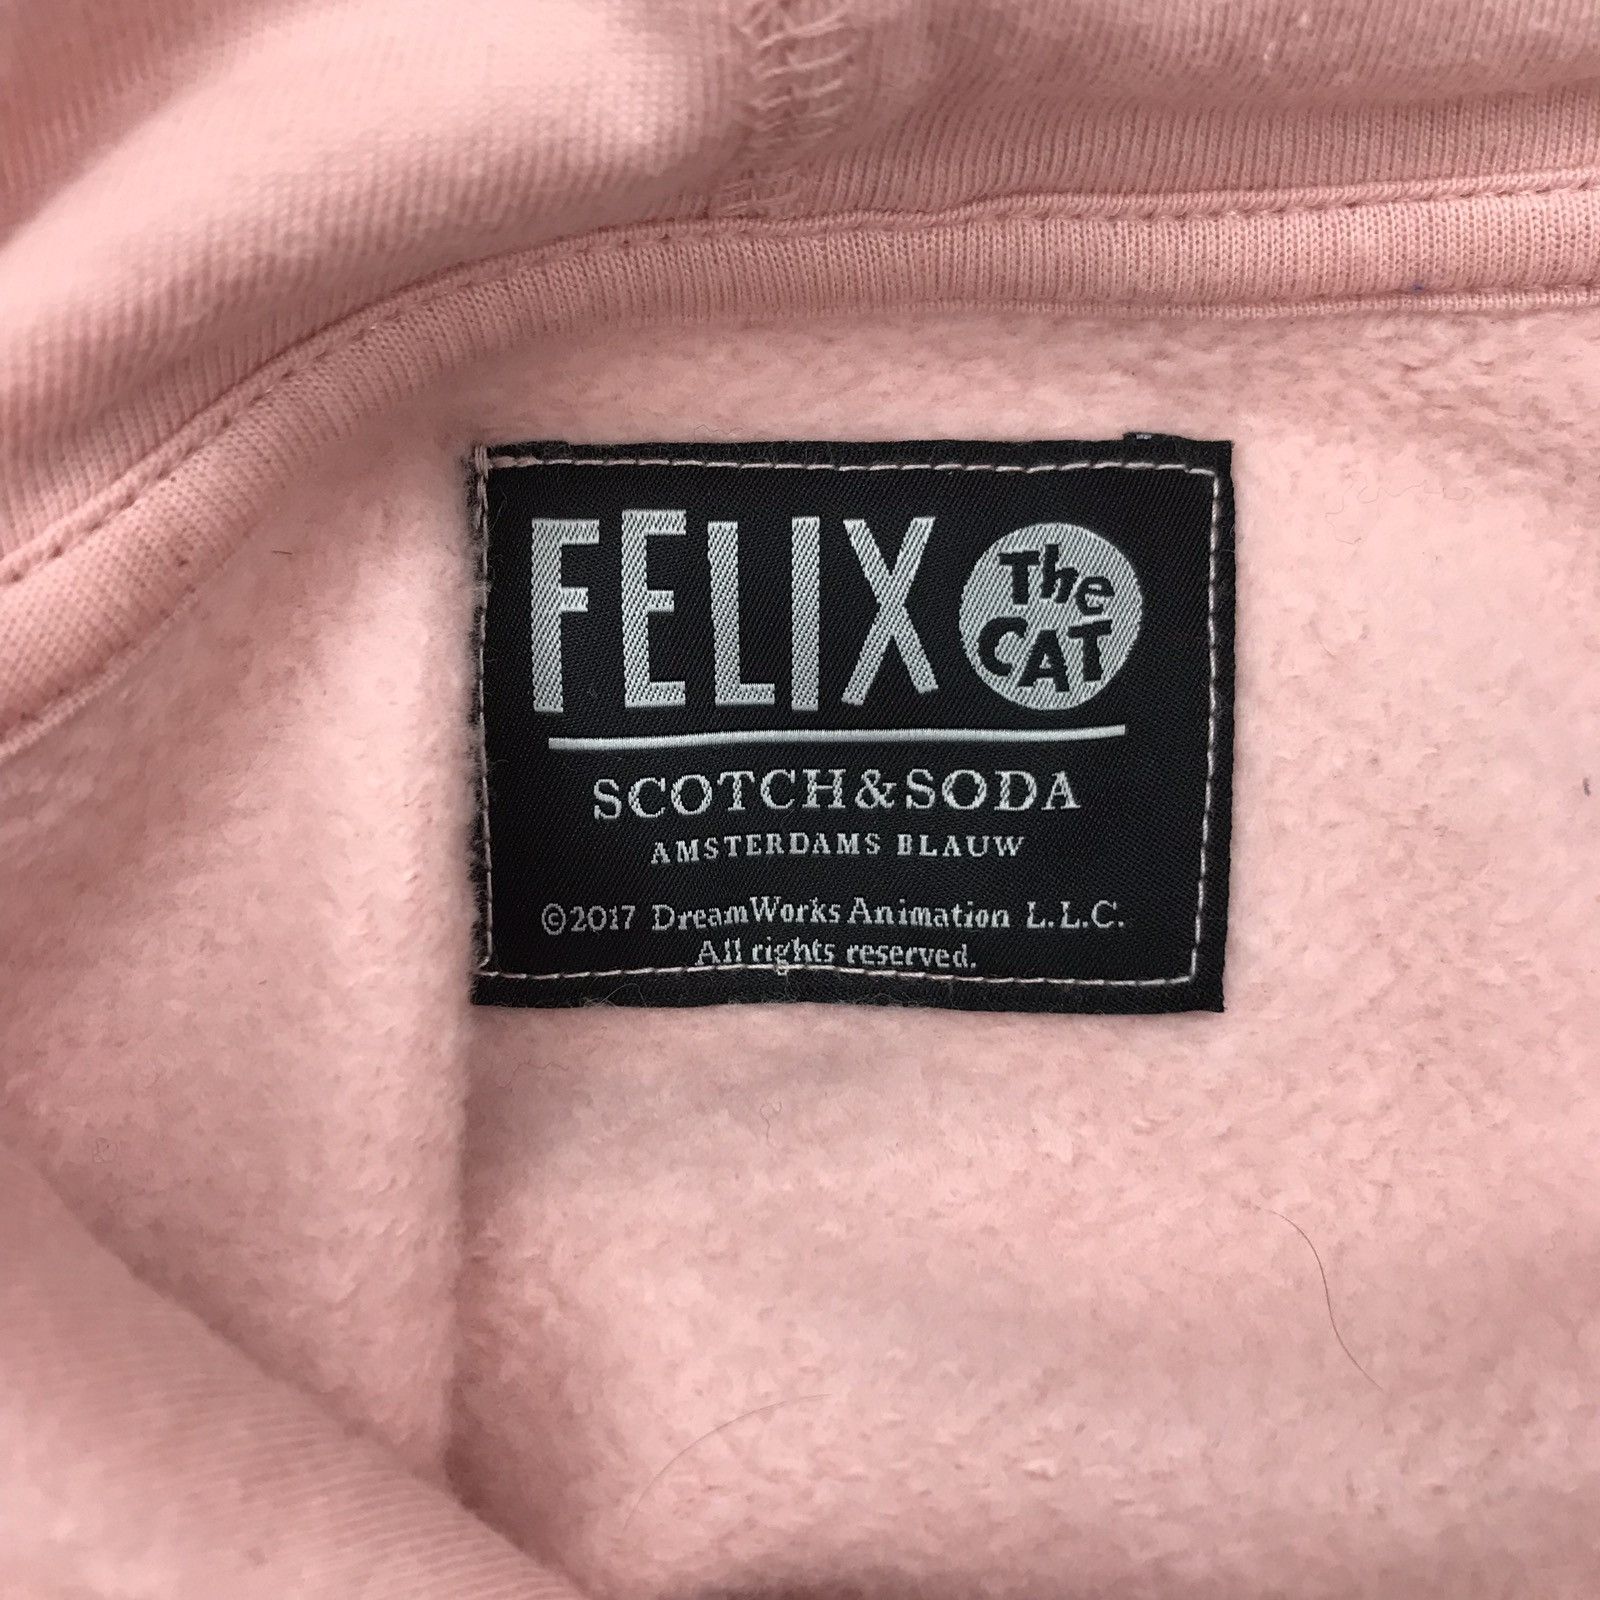 FELIX The CAT
SCOTCH & SODA
AMSTERDAMS BLAUW
©2017 DreamWorks Animation L.L.C.
All rights reserved.